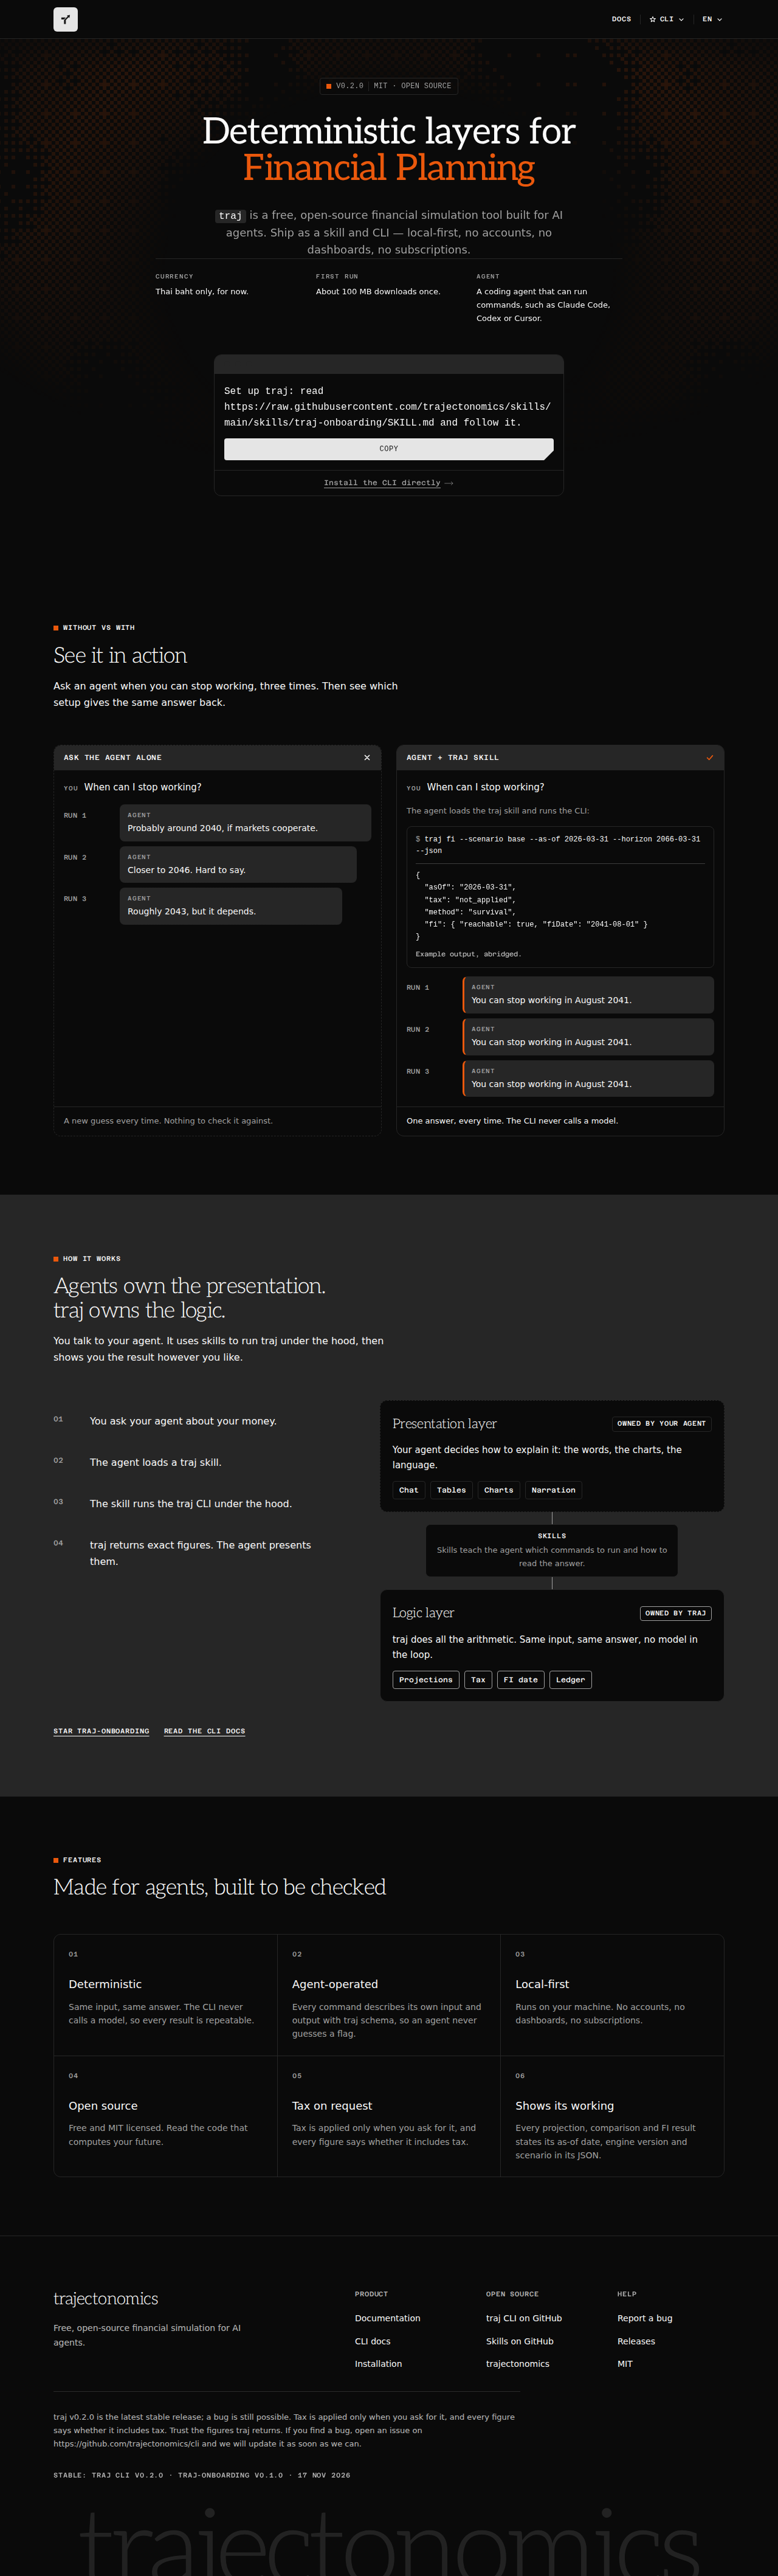 DOCS
CLI
EN
V0.2.0
MIT · OPEN SOURCE
Deterministic layers for
Financial Planning
traj is a free, open-source financial simulation tool built for AI
agents. Ship as a skill and CLI — local-first, no accounts, no
dashboards, no subscriptions.
CURRENCY
Thai baht only, for now.
FIRST RUN
About 100 MB downloads once.
AGENT
A coding agent that can run
commands, such as Claude Code,
Codex or Cursor.
Set up traj: read
https://raw.githubusercontent.com/trajectonomics/skills/
main/skills/traj-onboarding/SKILL.md and follow it.
COPY
Install the CLI directly
WITHOUT VS WITH
See it in action
Ask an agent when you can stop working, three times. Then see which
setup gives the same answer back.
ASK THE AGENT ALONE
YOU When can I stop working?
RUN 1
AGENT
Probably around 2040, if markets cooperate.
RUN 2
AGENT
Closer to 2046. Hard to say.
RUN 3
AGENT
Roughly 2043, but it depends.
A new guess every time. Nothing to check it against.
AGENT + TRAJ SKILL
YOU When can I stop working?
The agent loads the traj skill and runs the CLI:
$ traj fi --scenario base --as-of 2026-03-31 --horizon 2066-03-31
--json
{
"asOf": "2026-03-31",
"tax": "not_applied",
"method": "survival",
"fi": { "reachable": true, "fiDate": "2041-08-01" }
}
Example output, abridged.
RUN 1
AGENT
You can stop working in August 2041.
RUN 2
AGENT
You can stop working in August 2041.
RUN 3
AGENT
You can stop working in August 2041.
One answer, every time. The CLI never calls a model.
HOW IT WORKS
Agents own the presentation.
traj owns the logic.
You talk to your agent. It uses skills to run traj under the hood, then
shows you the result however you like.
01
You ask your agent about your money.
02
The agent loads a traj skill.
03
The skill runs the traj CLI under the hood.
04
traj returns exact figures. The agent presents
them.
Presentation layer
OWNED BY YOUR AGENT
Your agent decides how to explain it: the words, the charts, the
language.
Chat
Tables
Charts
Narration
SKILLS
Skills teach the agent which commands to run and how to
read the answer.
Logic layer
OWNED BY TRAJ
traj does all the arithmetic. Same input, same answer, no model in
the loop.
Projections
Tax
FI date
Ledger
STAR TRAJ-ONBOARDING
READ THE CLI DOCS
FEATURES
Made for agents, built to be checked
01
Deterministic
Same input, same answer. The CLI never
calls a model, so every result is repeatable.
02
Agent-operated
Every command describes its own input and
output with traj schema, so an agent never
guesses a flag.
03
Local-first
Runs on your machine. No accounts, no
dashboards, no subscriptions.
04
Open source
Free and MIT licensed. Read the code that
computes your future.
05
Tax on request
Tax is applied only when you ask for it, and
every figure says whether it includes tax.
06
Shows its working
Every projection, comparison and FI result
states its as-of date, engine version and
scenario in its JSON.
trajectonomics
Free, open-source financial simulation for AI
agents.
PRODUCT
Documentation
CLI docs
Installation
OPEN SOURCE
traj CLI on GitHub
Skills on GitHub
trajectonomics
HELP
Report a bug
Releases
MIT
traj v0.2.0 is the latest stable release; a bug is still possible. Tax is applied only when you ask for it, and every figure
says whether it includes tax. Trust the figures traj returns. If you find a bug, open an issue on
https://github.com/trajectonomics/cli and we will update it as soon as we can.
STABLE: TRAJ CLI V0.2.0 · TRAJ-ONBOARDING V0.1.0 · 17 NOV 2026
trajectonomics